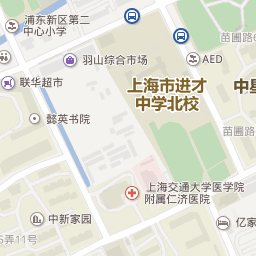 浦东新区第二
中心小学
苗圃路
羽山综合市场
AED
联华超市
上海市进才
中学北校
中星
懿英书院
苗圃路
上海交通大学医学院
附属仁济医院
中新家园
亿家
5弄11号